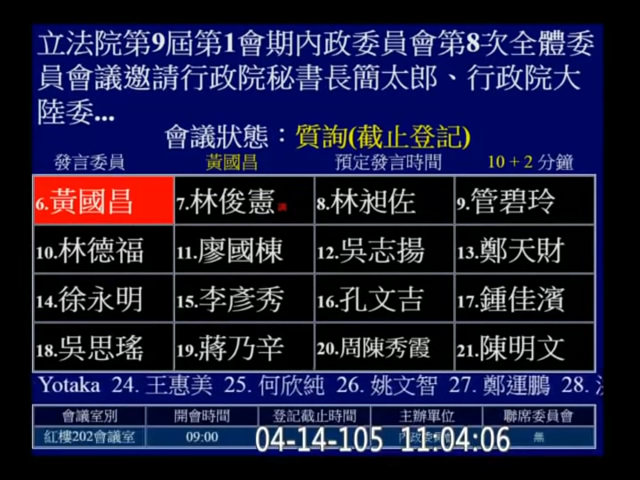 立法院第9屆第1會期內政委員會第8次全體委
員會議邀請行政院秘書長簡太郎、行政院大
陸委...
會議狀態：質詢(截止登記)
發言委員 黃國昌 預定發言時間 10 + 2 分鐘
6.黃國昌 7.林俊憲 8.林昶佐 9.管碧玲
10.林德福 11.廖國棟 12.吳志揚 13.鄭天財
14.徐永明 15.李彥秀 16.孔文吉 17.鍾佳濱
18.吳思瑤 19.蔣乃辛 20.周陳秀霞 21.陳明文
Yotaka 24. 王惠美 25. 何欣純 26. 姚文智 27. 鄭運鵬 28.
會議室別 開會時間 登記截止時間 主辦單位 聯席委員會
紅樓202會議室 09:00 內政委員會 無
04-14-105 11:04:06